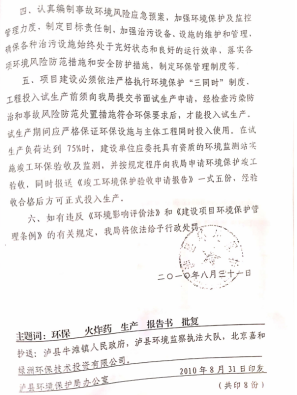 四、认真编制事故环境风险应急预案，加强环境保护及监控
管理力度，制定目标责任制，加强治污设备、设施的维护和管理，
确保各种治污设施始终处于完好状态和良好的运行效率。落实各
项环境风险防范措施和安全防护措施，制定环保管理制度等。
五、项目建设必须依法严格执行环境保护“三同时”制度。
工程投入试生产前须向我局提交书面试生产申请，经检查污染防
治和事故风险防范处置措施符合环保要求后，才能投入试生产。
试生产期间应严格保证环保设施与主体工程同时投入使用。在试
生产负荷达到 75%时，建设单位应委托具有资质的环境监测站实
施竣工环保验收及监测，并按规定程序向我局申请环境保护竣工
验收，同时报送《竣工环境保护验收申请报告》一式五份，经验
收合格后方可正式投入生产。
六、如有违反《环境影响评价法》和《建设项目环境保护管
理条例》的有关规定，我局将依法给予行政处罚。
二〇一〇年八月三十一日
主题词：环保 火炸药 生产 报告书 批复
抄送：泸县牛滩镇人民政府，泸县环境监察执法大队，北京嘉和
绿洲环保技术投资有限公司。
泸县环境保护局办公室 2010年8月31日印发
（共印8份）